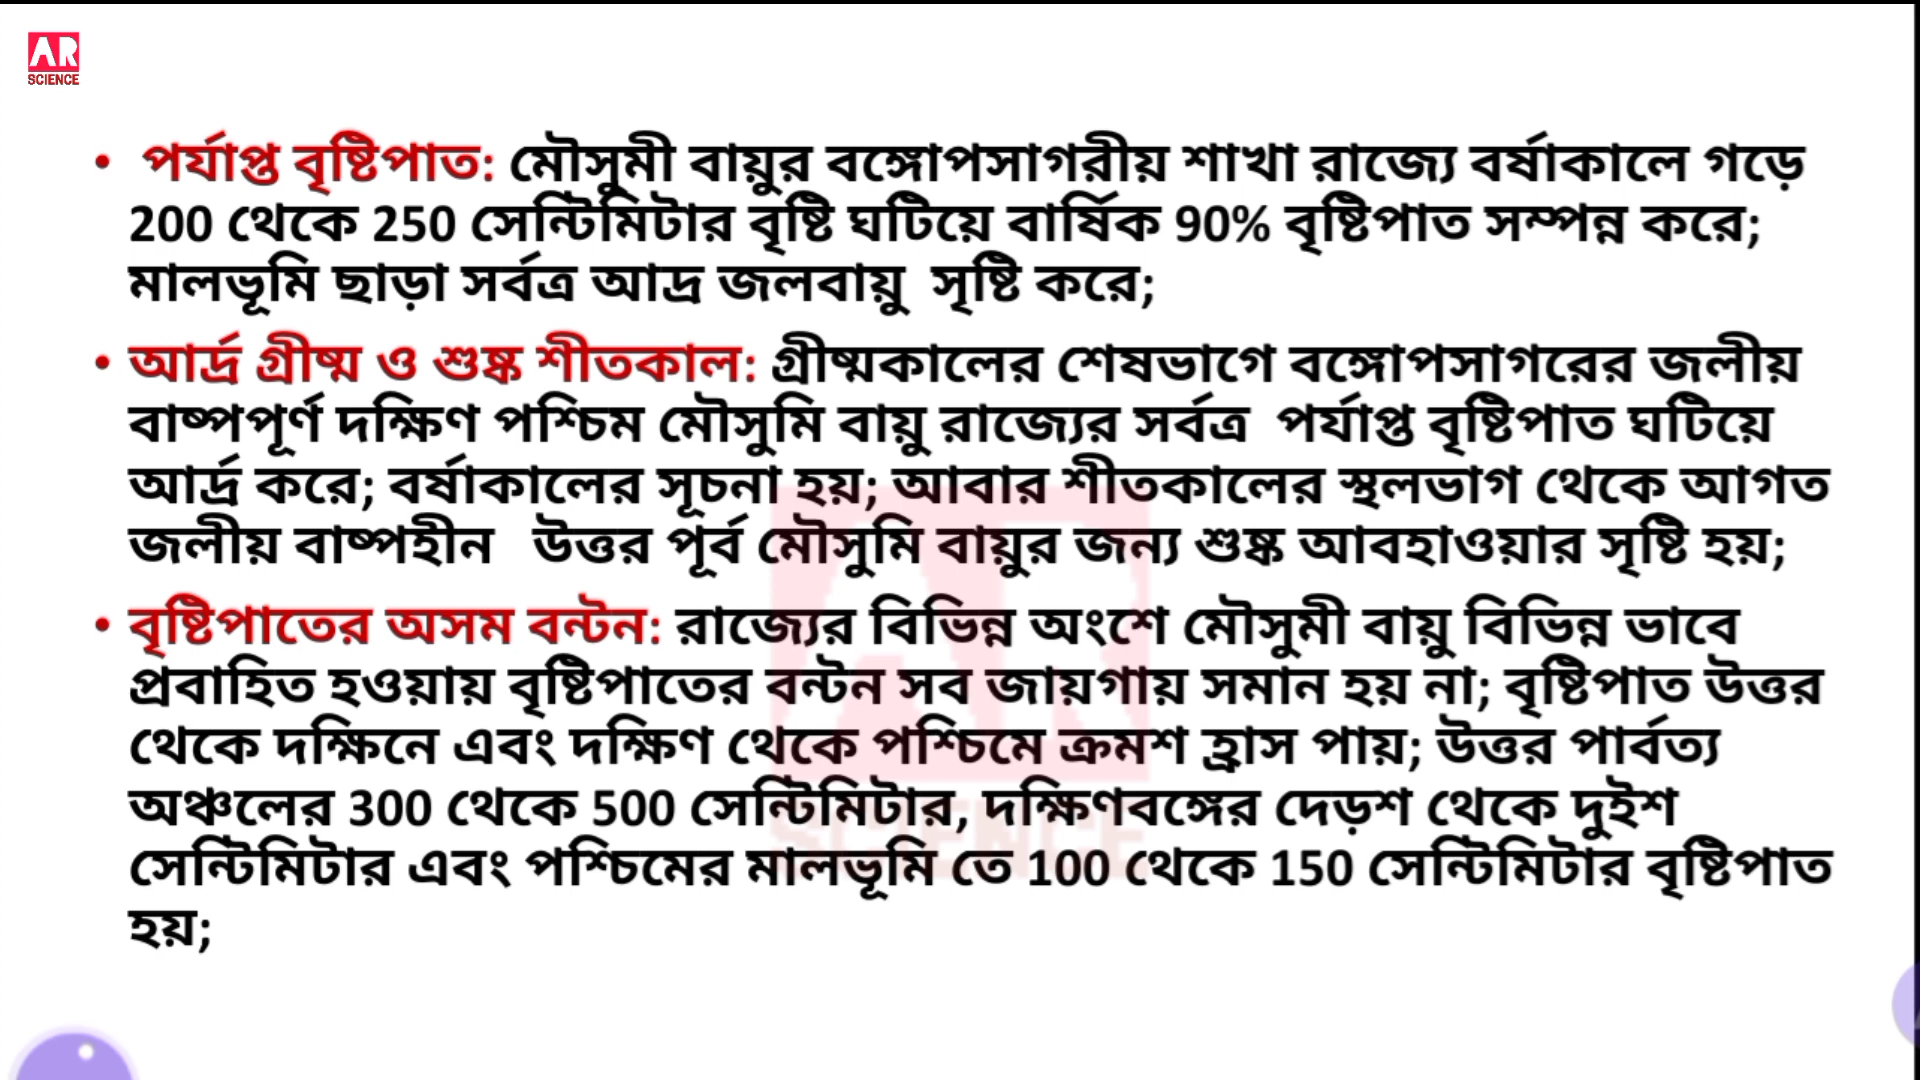 AR
SCIENCE
• পর্যাপ্ত বৃষ্টিপাত: মৌসুমী বায়ুর বঙ্গোপসাগরীয় শাখা রাজ্যে বর্ষাকালে গড়ে
200 থেকে 250 সেন্টিমিটার বৃষ্টি ঘটিয়ে বার্ষিক 90% বৃষ্টিপাত সম্পন্ন করে;
মালভূমি ছাড়া সর্বত্র আদ্র জলবায়ু সৃষ্টি করে;
• আর্দ্র গ্রীষ্ম ও শুষ্ক শীতকাল: গ্রীষ্মকালের শেষভাগে বঙ্গোপসাগরের জলীয়
বাষ্পপূর্ণ দক্ষিণ পশ্চিম মৌসুমি বায়ু রাজ্যের সর্বত্র পর্যাপ্ত বৃষ্টিপাত ঘটিয়ে
আর্দ্র করে; বর্ষাকালের সূচনা হয়; আবার শীতকালের স্থলভাগ থেকে আগত
জলীয় বাষ্পহীন উত্তর পূর্ব মৌসুমি বায়ুর জন্য শুষ্ক আবহাওয়ার সৃষ্টি হয়;
• বৃষ্টিপাতের অসম বন্টন: রাজ্যের বিভিন্ন অংশে মৌসুমী বায়ু বিভিন্ন ভাবে
প্রবাহিত হওয়ায় বৃষ্টিপাতের বন্টন সব জায়গায় সমান হয় না; বৃষ্টিপাত উত্তর
থেকে দক্ষিনে এবং দক্ষিণ থেকে পশ্চিমে ক্রমশ হ্রাস পায়; উত্তর পার্বত্য
অঞ্চলের 300 থেকে 500 সেন্টিমিটার, দক্ষিণবঙ্গের দেড়শ থেকে দুইশ
সেন্টিমিটার এবং পশ্চিমের মালভূমি তে 100 থেকে 150 সেন্টিমিটার বৃষ্টিপাত
হয়;
AR
SCIENCE